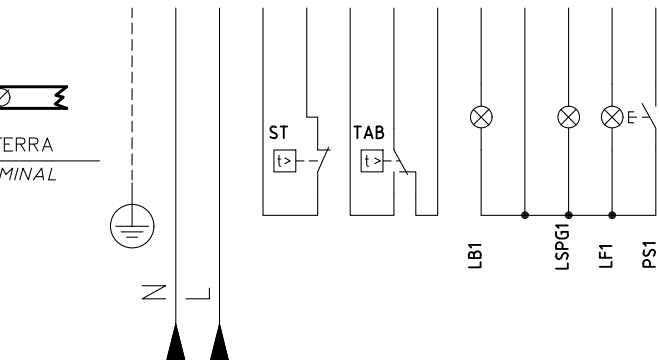 TERRA
MINAL
ST
t>
TAB
t>
E
N
L
LB1
LSPG1
LF1
PS1